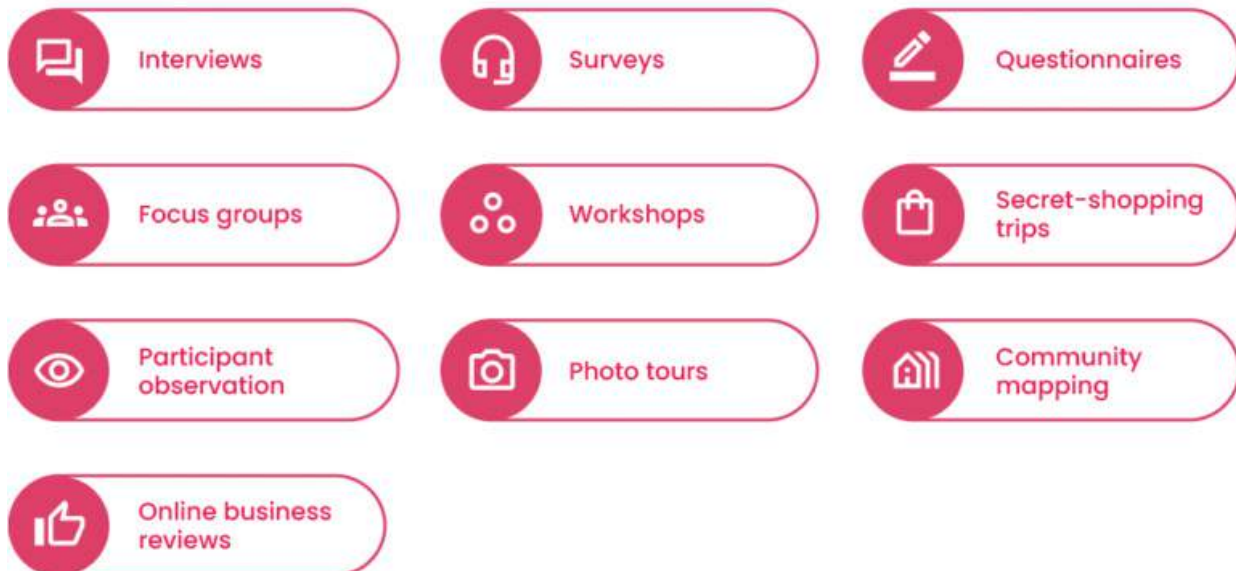 Interviews
Surveys
Questionnaires
Focus groups
Workshops
Secret-shopping
trips
Participant
observation
Photo tours
Community
mapping
Online business
reviews